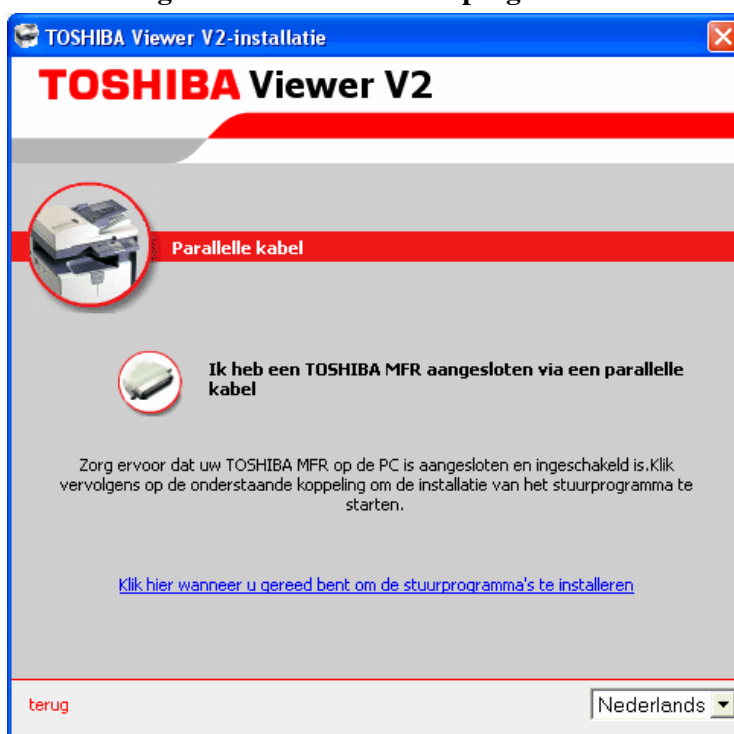 TOSHIBA Viewer V2-installatie
TOSHIBA Viewer V2
Parallelle kabel
Ik heb een TOSHIBA MFR aangesloten via een parallelle
kabel
Zorg ervoor dat uw TOSHIBA MFR op de PC is aangesloten en ingeschakeld is.Klik
vervolgens op de onderstaande koppeling om de installatie van het stuurprogramma te
starten.
Klik hier wanneer u gereed bent om de stuurprogramma's te installeren
terug
Nederlands